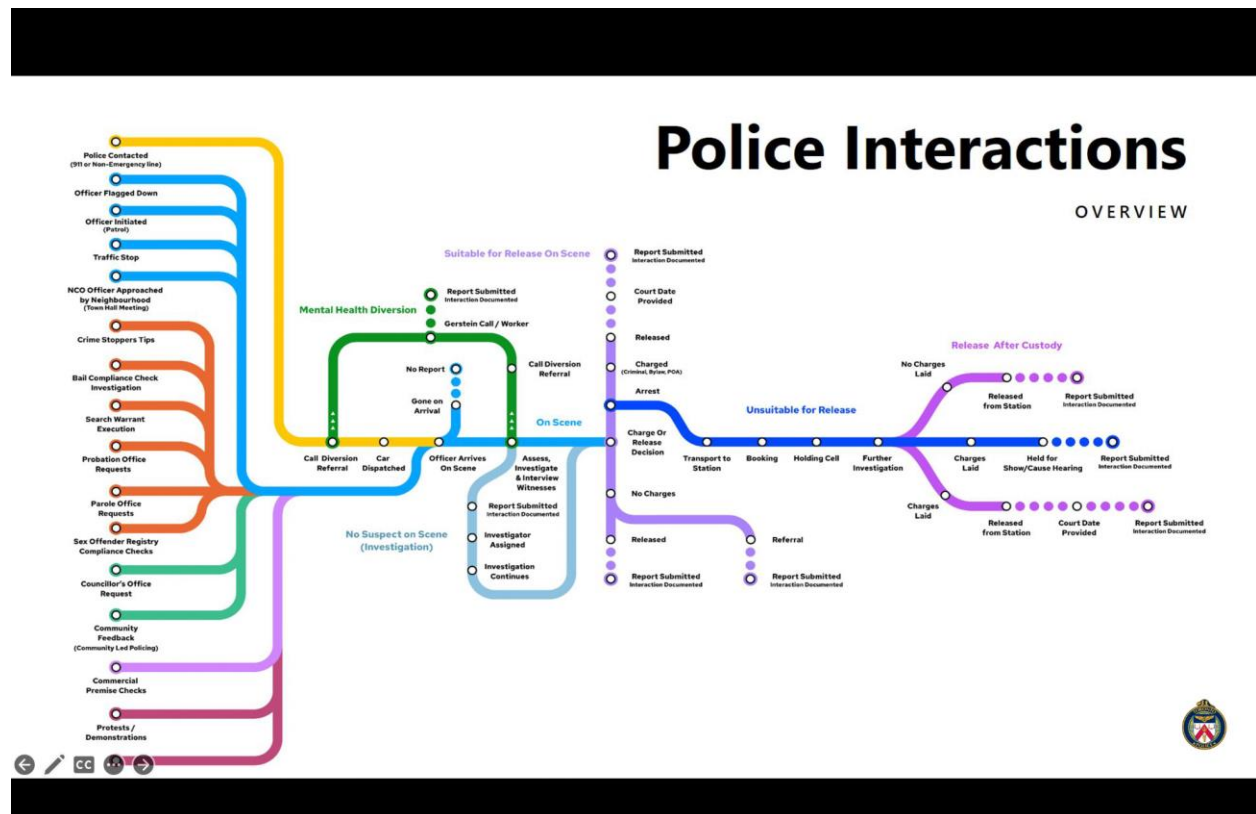 Police Interactions
OVERVIEW
Police Contacted
(911 or Non-Emergency line)
Officer Flagged Down
Officer Initiated
(Patrol)
Traffic Stop
NCO Officer Approached
by Neighbourhood
(Town Hall Meeting)
Crime Stoppers Tips
Bail Compliance Check
Investigation
Search Warrant
Execution
Probation Office
Requests
Parole Office
Requests
Sex Offender Registry
Compliance Checks
Councillor's Office
Request
Community
Feedback
(Community Led Policing)
Commercial
Premise Checks
Protests /
Demonstrations
Mental Health Diversion
Report Submitted
Interaction Documented
Gerstein Call / Worker
Call Diversion
Referral
No Report
Gone on
Arrival
On Scene
Call Diversion
Referral
Car
Dispatched
Officer Arrives
On Scene
Assess,
Investigate
& Interview
Witnesses
No Suspect on Scene
(Investigation)
Report Submitted
Interaction Documented
Investigator
Assigned
Investigation
Continues
Suitable for Release On Scene
Report Submitted
Interaction Documented
Court Date
Provided
Released
Charged
(Criminal, Bylaw, POA)
Arrest
Charge Or
Release
Decision
No Charges
Released
Report Submitted
Interaction Documented
Referral
Report Submitted
Interaction Documented
Unsuitable for Release
Transport to
Station
Booking
Holding Cell
Further
Investigation
Charges
Laid
Held for
Show/Cause Hearing
Report Submitted
Interaction Documented
Release After Custody
No Charges
Laid
Released
from Station
Report Submitted
Interaction Documented
Charges
Laid
Released
from Station
Court Date
Provided
Report Submitted
Interaction Documented
CC